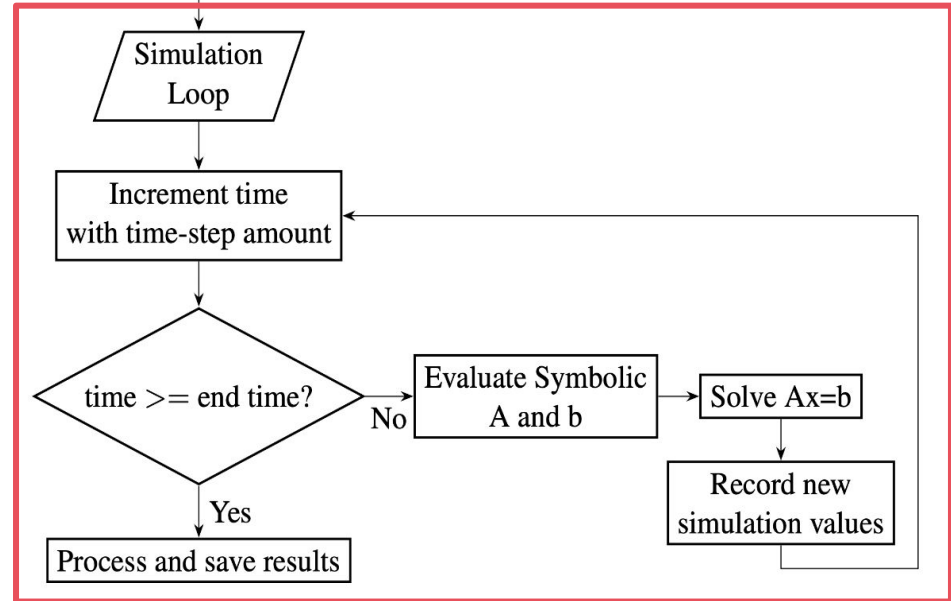 Simulation
Loop
Increment time
with time-step amount
time >= end time?
No
Evaluate Symbolic
A and b
Solve Ax=b
Record new
simulation values
Yes
Process and save results